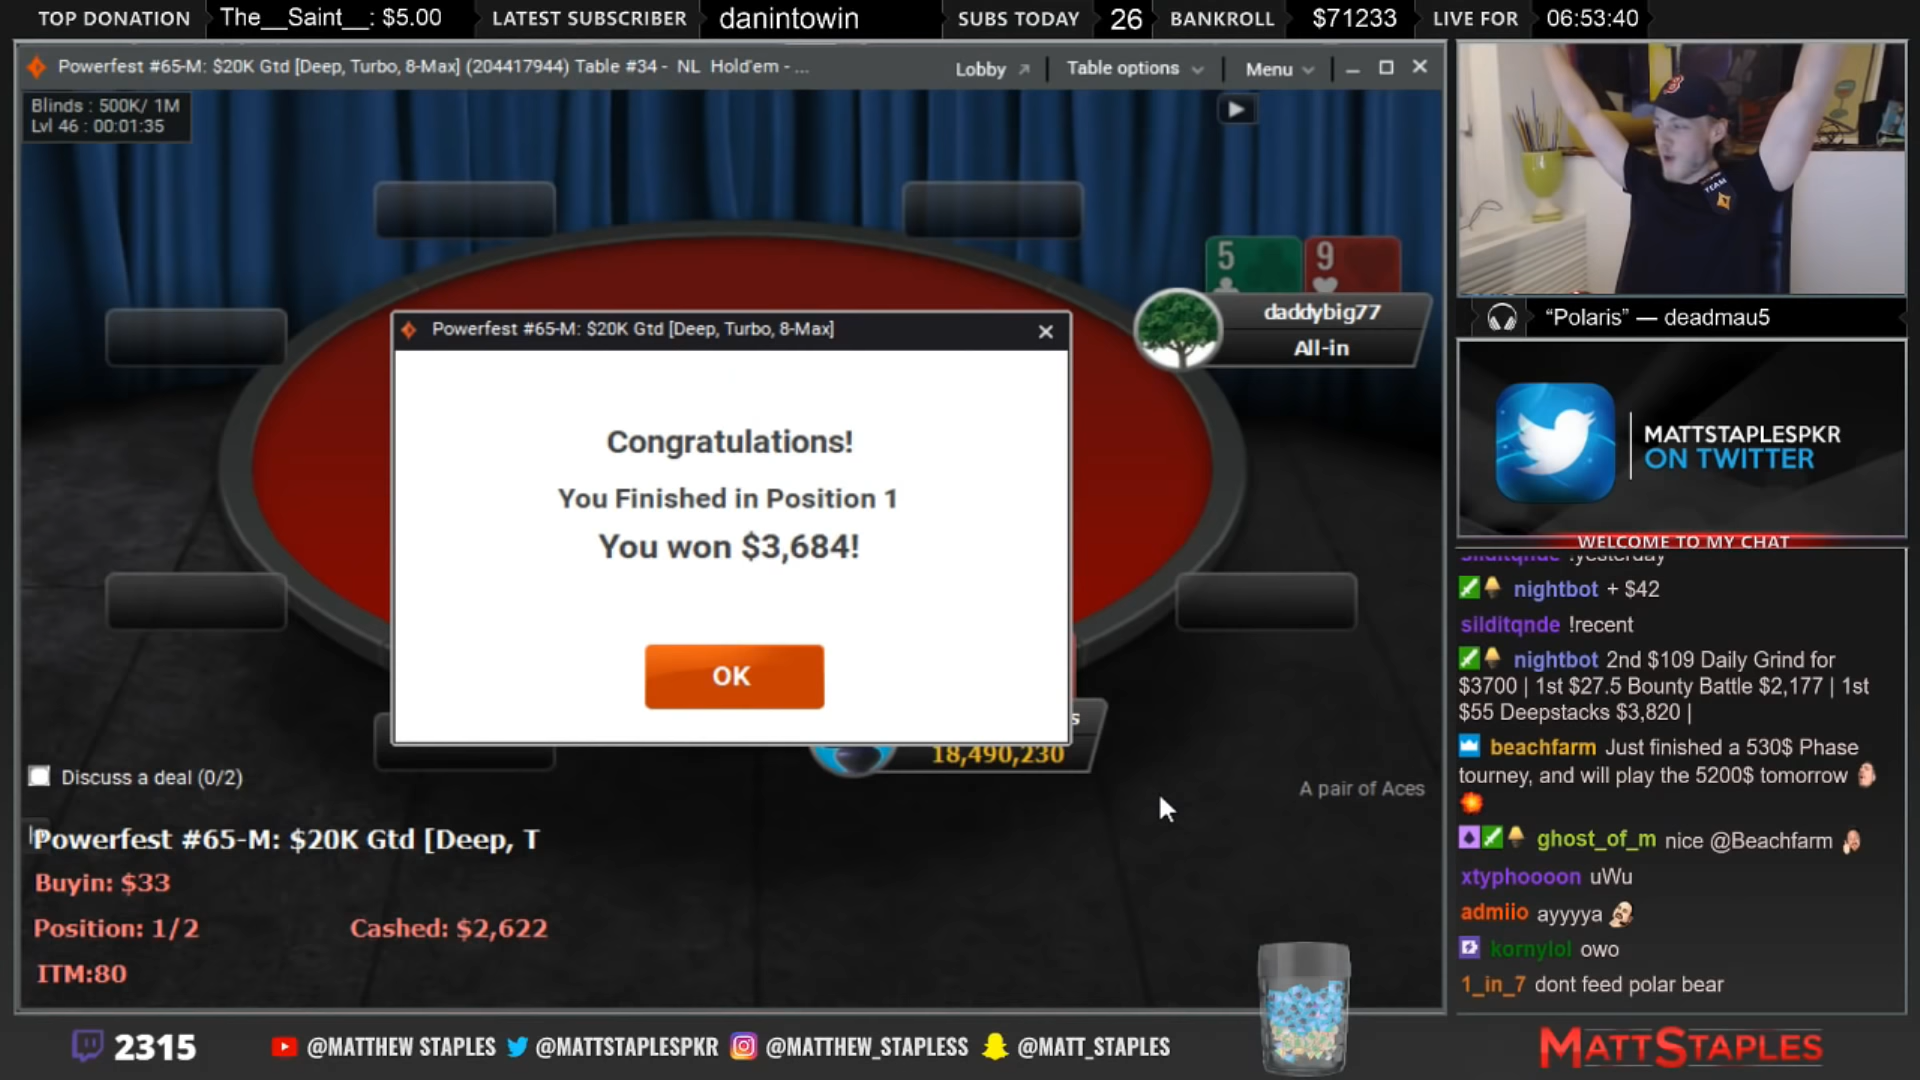 TOP DONATION The__Saint__: $5.00 LATEST SUBSCRIBER danintowin SUBS TODAY 26 BANKROLL $71233 LIVE FOR 06:53:40
Powerfest #65-M: $20K Gtd [Deep, Turbo, 8-Max] (204417944) Table #34 - NL Hold'em - ...
Lobby Table options Menu
Blinds : 500K/ 1M
Lvl 46 : 00:01:35
5 9
daddybig77
All-in
Powerfest #65-M: $20K Gtd [Deep, Turbo, 8-Max]
Congratulations!
You Finished in Position 1
You won $3,684!
OK
s
18,490,230
Discuss a deal (0/2)
A pair of Aces
Powerfest #65-M: $20K Gtd [Deep, T
Buyin: $33
Position: 1/2 Cashed: $2,622
ITM:80
TEAM
"Polaris" — deadmau5
MATTSTAPLESPKR
ON TWITTER
WELCOME TO MY CHAT
silditqnde !yesterday
nightbot + $42
silditqnde !recent
nightbot 2nd $109 Daily Grind for
$3700 | 1st $27.5 Bounty Battle $2,177 | 1st
$55 Deepstacks $3,820 |
beachfarm Just finished a 530$ Phase
tourney, and will play the 5200$ tomorrow
ghost_of_m nice @Beachfarm
xtyphoooon uWu
admiio ayyyya
kornylol owo
1_in_7 dont feed polar bear
2315 @MATTHEW STAPLES @MATTSTAPLESPKR @MATTHEW_STAPLESS @MATT_STAPLES
MATTSTAPLES